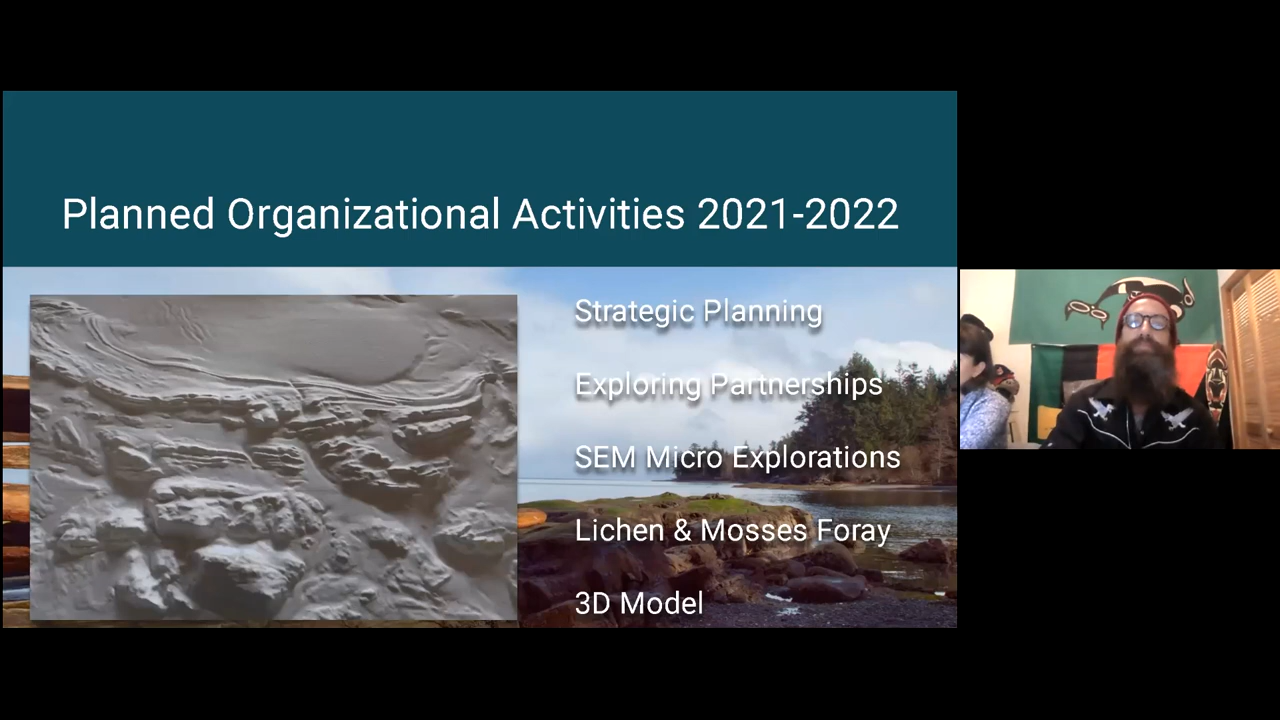 Planned Organizational Activities 2021-2022
Strategic Planning
Exploring Partnerships
SEM Micro Explorations
Lichen & Mosses Foray
3D Model